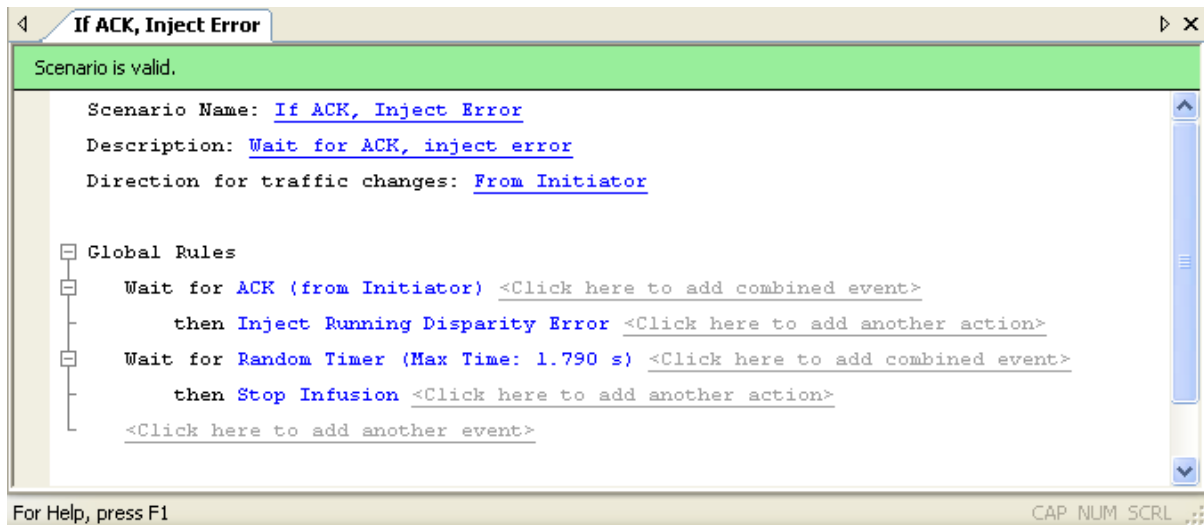 If ACK, Inject Error
Scenario is valid.
Scenario Name: If ACK, Inject Error
Description: Wait for ACK, inject error
Direction for traffic changes: From Initiator
Global Rules
Wait for ACK (from Initiator) <Click here to add combined event>
then Inject Running Disparity Error <Click here to add another action>
Wait for Random Timer (Max Time: 1.790 s) <Click here to add combined event>
then Stop Infusion <Click here to add another action>
<Click here to add another event>
For Help, press F1 CAP NUM SCRL